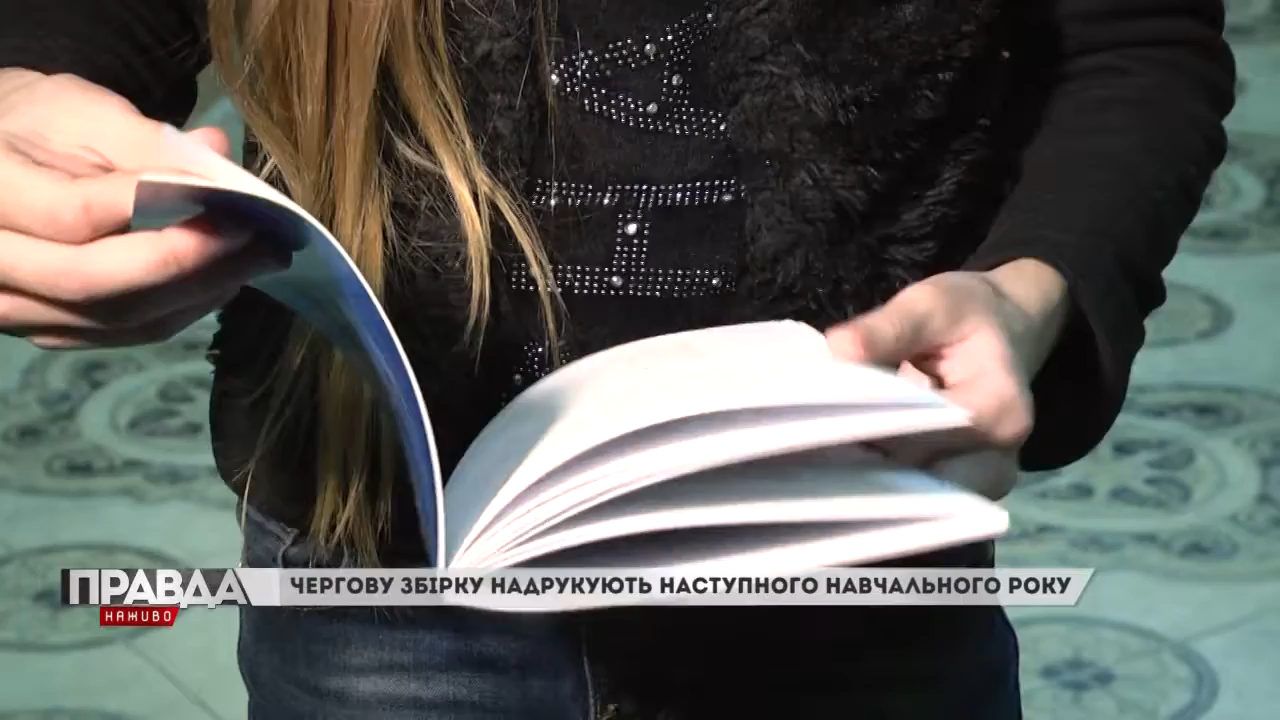 ПРАВДА
НАЖИВО
ЧЕРГОВУ ЗБІРКУ НАДРУКУЮТЬ НАСТУПНОГО НАВЧАЛЬНОГО РОКУ